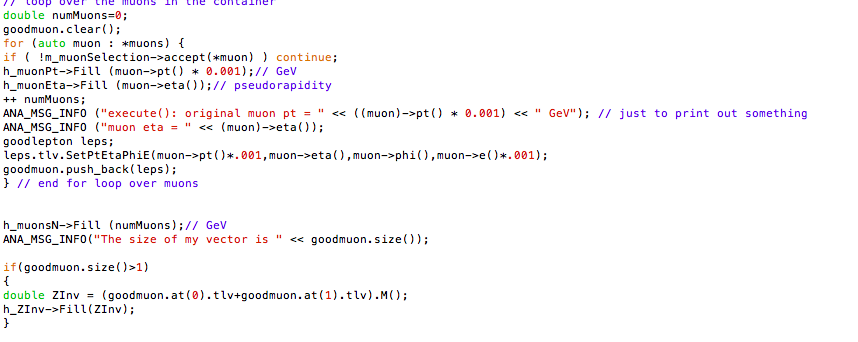 // loop over the muons in the container
double numMuons=0;
goodmuon.clear();
for (auto muon : *muons) {
if ( !m_muonSelection->accept(*muon) ) continue;
h_muonPt->Fill (muon->pt() * 0.001);// GeV
h_muonEta->Fill (muon->eta());// pseudorapidity
++ numMuons;
ANA_MSG_INFO ("execute(): original muon pt = " << ((muon)->pt() * 0.001) << " GeV"); // just to print out something
ANA_MSG_INFO ("muon eta = " << (muon)->eta());
goodlepton leps;
leps.tlv.SetPtEtaPhiE(muon->pt()*.001,muon->eta(),muon->phi(),muon->e()*.001);
goodmuon.push_back(leps);
} // end for loop over muons
h_muonsN->Fill (numMuons);// GeV
ANA_MSG_INFO("The size of my vector is " << goodmuon.size());
if(goodmuon.size()>1)
{
double ZInv = (goodmuon.at(0).tlv+goodmuon.at(1).tlv).M();
h_ZInv->Fill(ZInv);
}